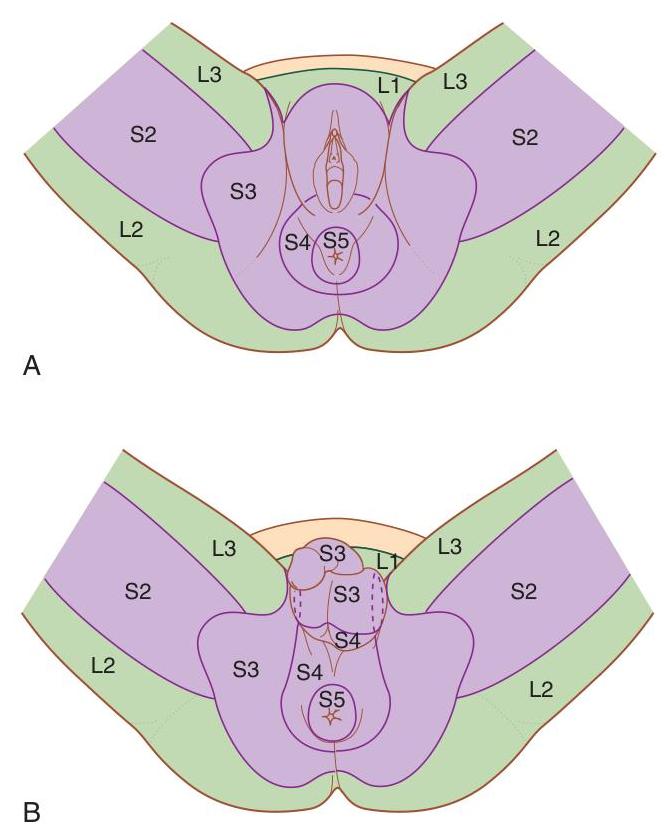 L3 L1 L3
S2 S2
S3
L2 S4 S5 L2
A
L3 S3 L1 L3
S2 S3 S2
S4
L2 S3 S4 L2
S5
B